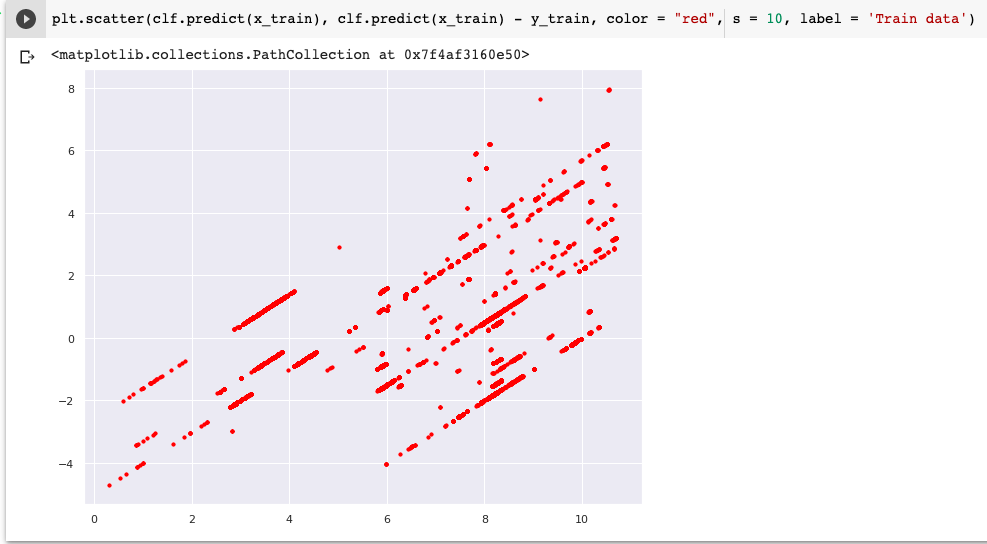 plt.scatter(clf.predict(x_train), clf.predict(x_train) - y_train, color = "red", s = 10, label = 'Train data')
<matplotlib.collections.PathCollection at 0x7f4af3160e50>
8
6
4
2
0
−2
−4
0 2 4 6 8 10